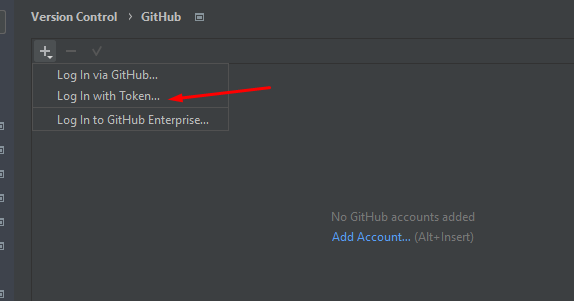 Version Control › GitHub
Log In via GitHub...
Log In with Token...
Log In to GitHub Enterprise...
No GitHub accounts added
Add Account... (Alt+Insert)